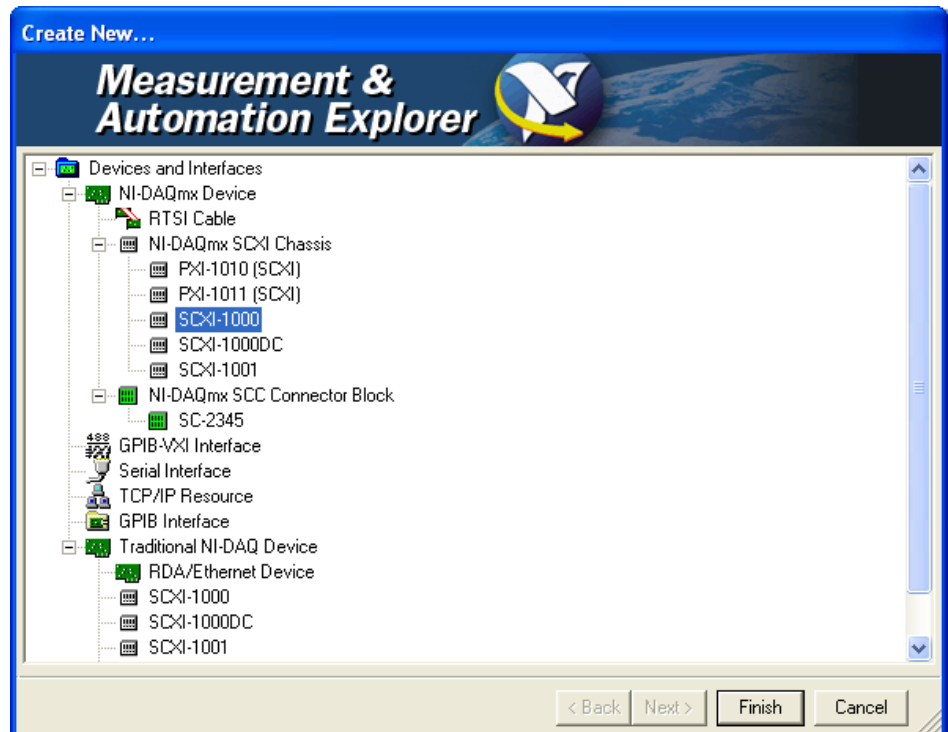 Create New...
Measurement &
Automation Explorer
Devices and Interfaces
NI-DAQmx Device
RTSI Cable
NI-DAQmx SCXI Chassis
PXI-1010 (SCXI)
PXI-1011 (SCXI)
SCXI-1000
SCXI-1000DC
SCXI-1001
NI-DAQmx SCC Connector Block
SC-2345
GPIB-VXI Interface
Serial Interface
TCP/IP Resource
GPIB Interface
Traditional NI-DAQ Device
RDA/Ethernet Device
SCXI-1000
SCXI-1000DC
SCXI-1001
< Back Next > Finish Cancel